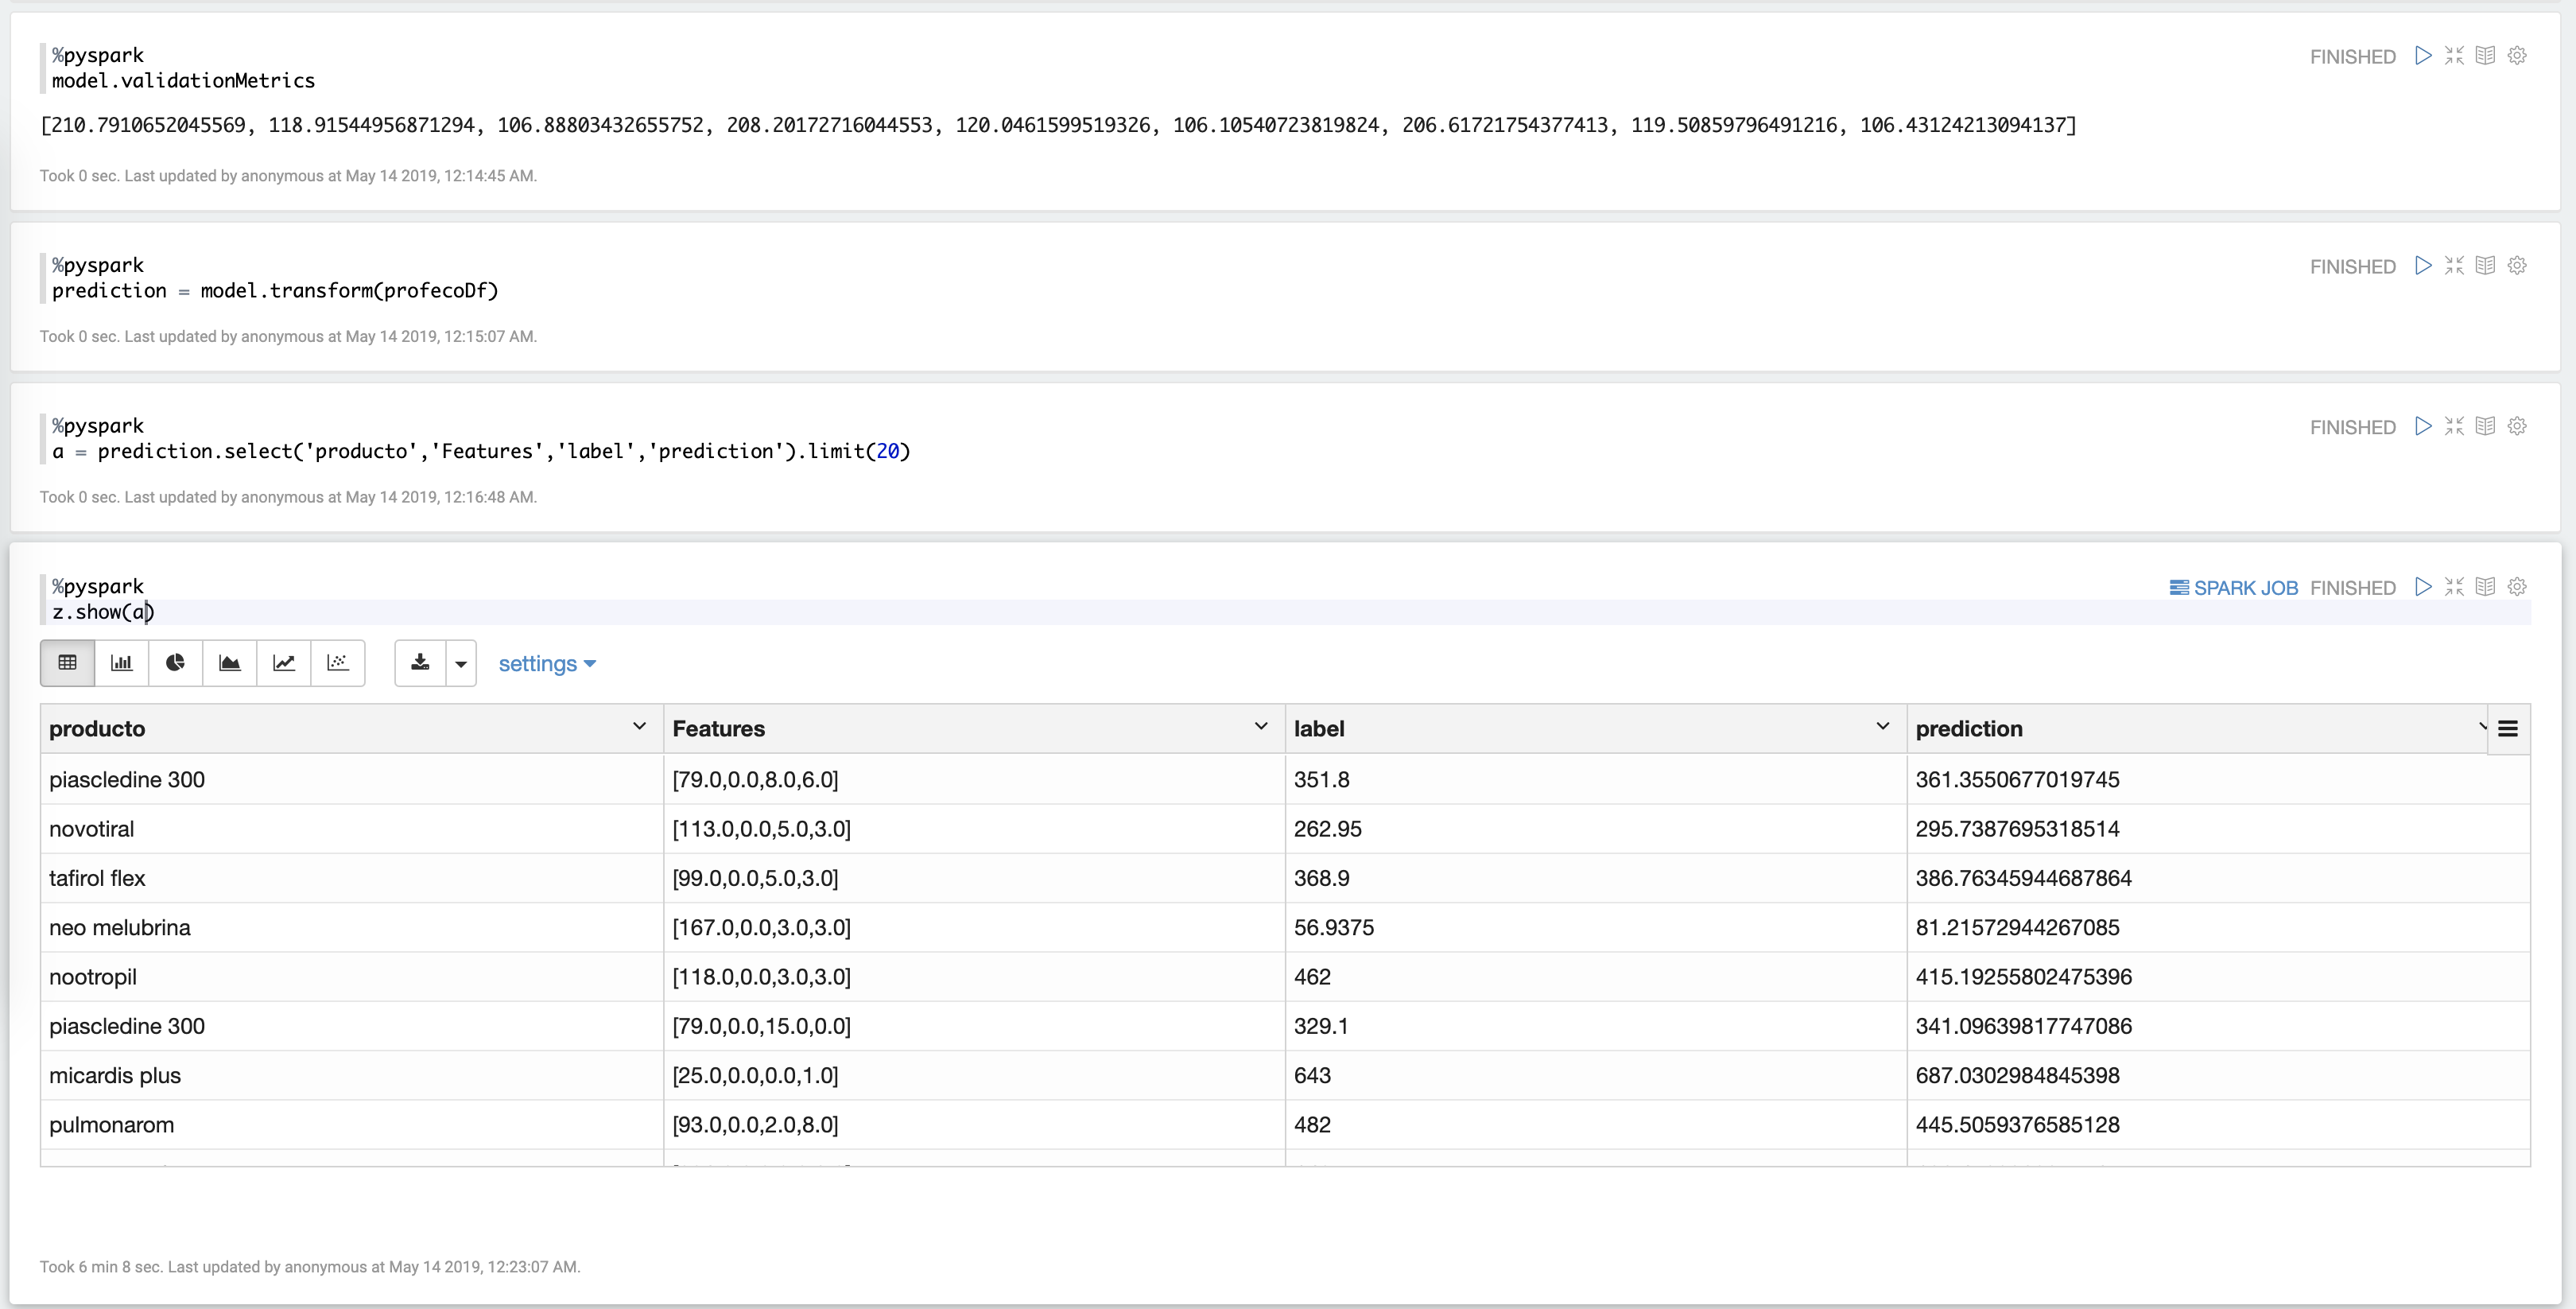 %pyspark
model.validationMetrics
FINISHED
[210.7910652045569, 118.91544956871294, 106.88803432655752, 208.20172716044553, 120.0461599519326, 106.10540723819824, 206.61721754377413, 119.50859796491216, 106.43124213094137]
Took 0 sec. Last updated by anonymous at May 14 2019, 12:14:45 AM.
%pyspark
prediction = model.transform(profecoDf)
FINISHED
Took 0 sec. Last updated by anonymous at May 14 2019, 12:15:07 AM.
%pyspark
a = prediction.select('producto','Features','label','prediction').limit(20)
FINISHED
Took 0 sec. Last updated by anonymous at May 14 2019, 12:16:48 AM.
%pyspark
z.show(a)
SPARK JOB FINISHED
settings
producto Features label prediction
piascledine 300 [79.0,0.0,8.0,6.0] 351.8 361.3550677019745
novotiral [113.0,0.0,5.0,3.0] 262.95 295.7387695318514
tafirol flex [99.0,0.0,5.0,3.0] 368.9 386.76345944687864
neo melubrina [167.0,0.0,3.0,3.0] 56.9375 81.21572944267085
nootropil [118.0,0.0,3.0,3.0] 462 415.19255802475396
piascledine 300 [79.0,0.0,15.0,0.0] 329.1 341.09639817747086
micardis plus [25.0,0.0,0.0,1.0] 643 687.0302984845398
pulmonarom [93.0,0.0,2.0,8.0] 482 445.5059376585128
Took 6 min 8 sec. Last updated by anonymous at May 14 2019, 12:23:07 AM.